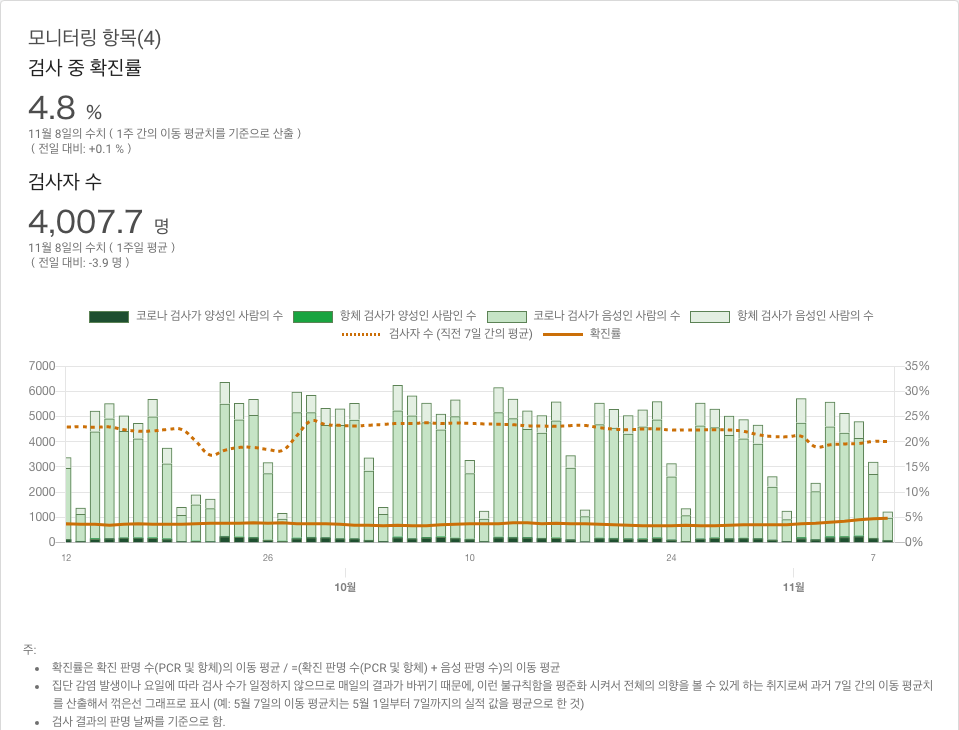 모니터링 항목(4)
검사 중 확진률
4.8 %
11월 8일의 수치 ( 1주 간의 이동 평균치를 기준으로 산출 )
( 전일 대비: +0.1 % )
검사자 수
4,007.7 명
11월 8일의 수치 ( 1주일 평균 )
( 전일 대비: -3.9 명 )
코로나 검사가 양성인 사람의 수 항체 검사가 양성인 사람인 수 코로나 검사가 음성인 사람의 수 항체 검사가 음성인 사람의 수
검사자 수 (직전 7일 간의 평균) 확진률
7000 35%
6000 30%
5000 25%
4000 20%
3000 15%
2000 10%
1000 5%
0 0%
12 26 10 24 7
10월 11월
주:
확진률은 확진 판명 수(PCR 및 항체)의 이동 평균 / =(확진 판명 수(PCR 및 항체) + 음성 판명 수)의 이동 평균
집단 감염 발생이나 요일에 따라 검사 수가 일정하지 않으므로 매일의 결과가 바뀌기 때문에, 이런 불규칙함을 평준화 시켜서 전체의 의향을 볼 수 있게 하는 취지로써 과거 7일 간의 이동 평균치
를 산출해서 꺾은선 그래프로 표시 (예: 5월 7일의 이동 평균치는 5월 1일부터 7일까지의 실적 값을 평균으로 한 것)
검사 결과의 판명 날짜를 기준으로 함.